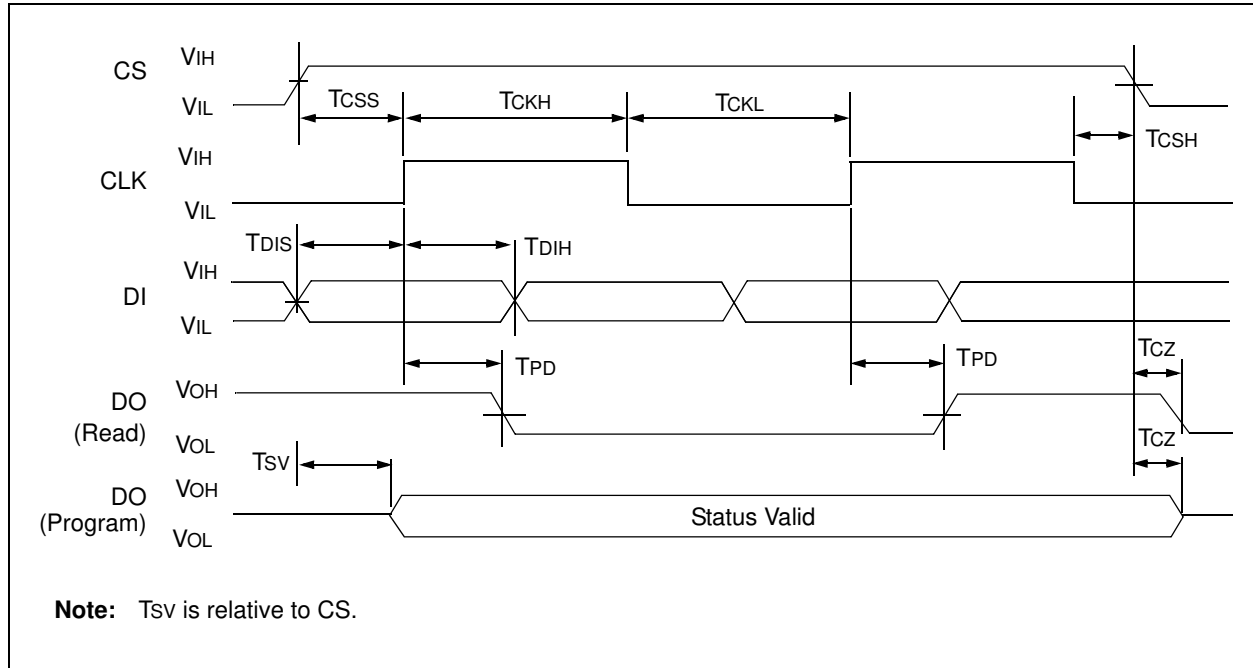 CS
VIH
VIL
TCSS
TCKH
TCKL
TCSH
CLK
VIH
VIL
TDIS
TDIH
DI
VIH
VIL
TPD
TPD
TCZ
DO
(Read)
VOH
VOL
TCZ
TSV
DO
(Program)
VOH
VOL
Status Valid
Note: TSV is relative to CS.